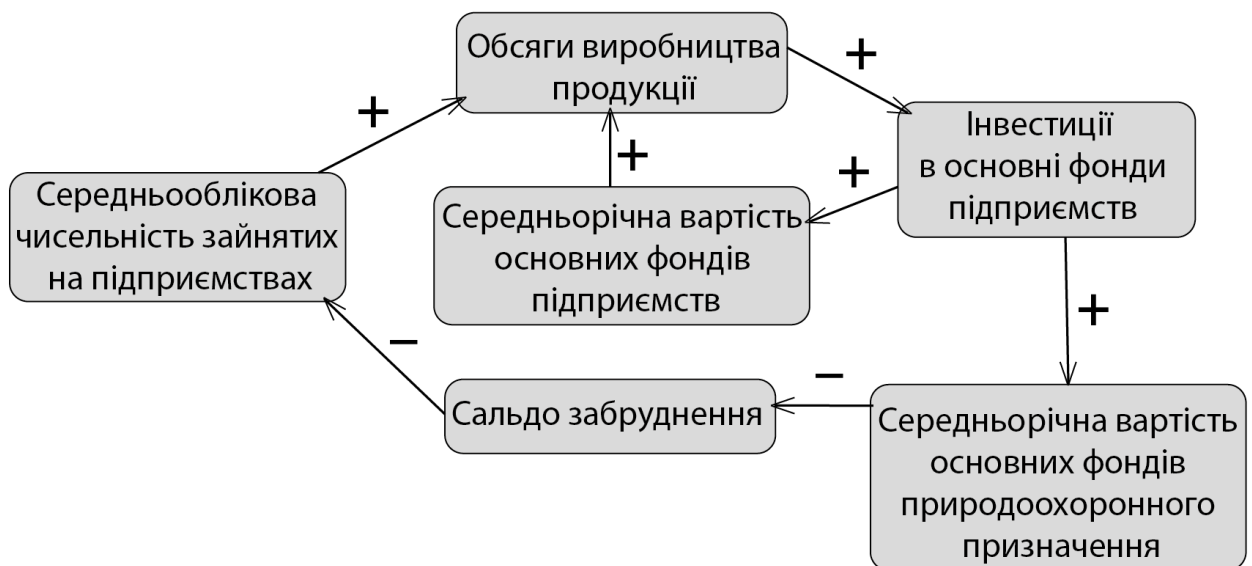 Обсяги виробництва
продукції
+
+
Інвестиції
в основні фонди
підприємств
Середньооблікова
чисельність зайнятих
на підприємствах
+
+
Середньорічна вартість
основних фондів
підприємств
+
–
–
Сальдо забруднення
Середньорічна вартість
основних фондів
природоохоронного
призначення